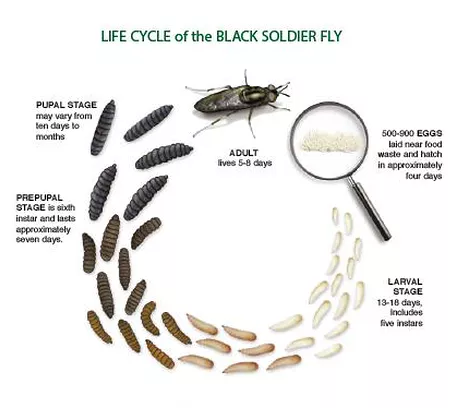 LIFE CYCLE of the BLACK SOLDIER FLY
PUPAL STAGE
may vary from
ten days to
months
ADULT
lives 5-8 days
500-900 EGGS
laid near food
waste and hatch
in approximately
four days
PREPUPAL
STAGE is sixth
instar and lasts
approximately
seven days.
LARVAL
STAGE
13-18 days,
includes
five instars